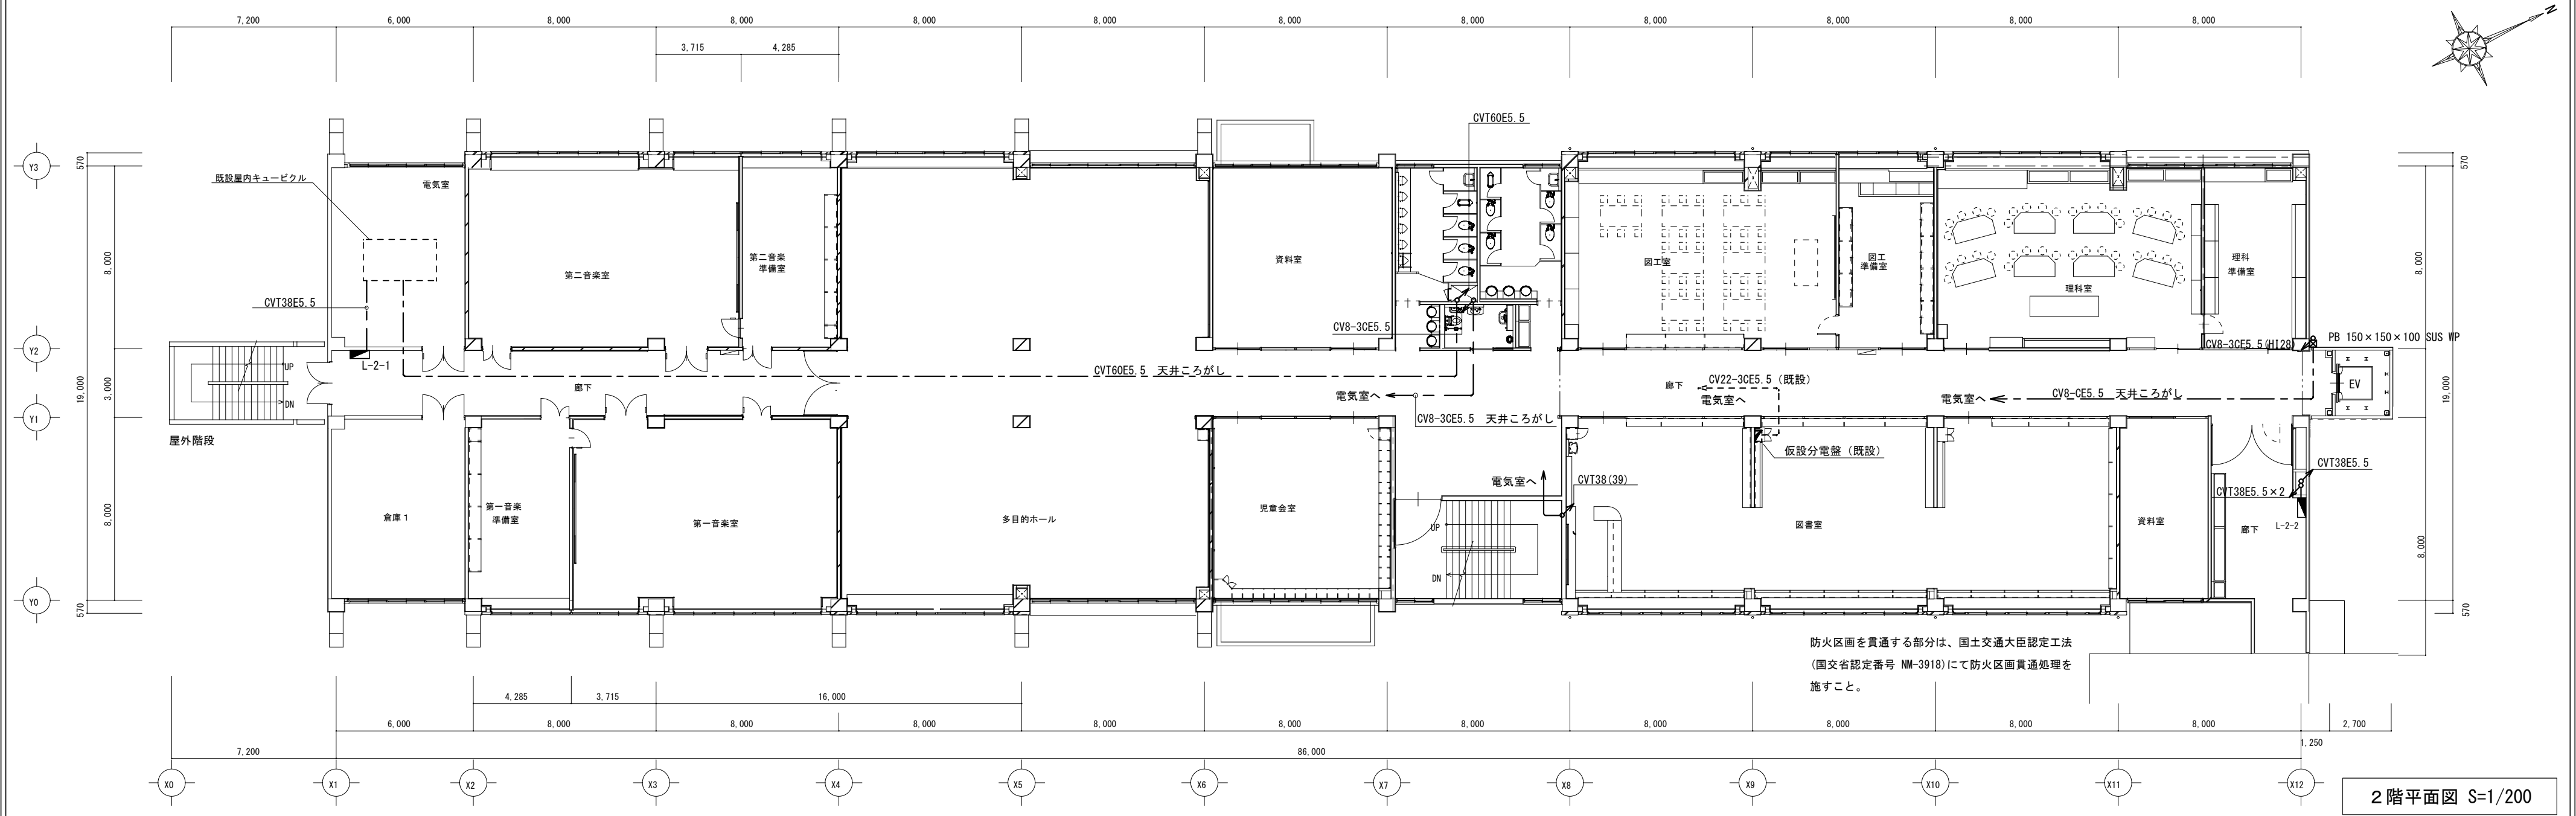 7,200
6,000
8,000
8,000
8,000
8,000
8,000
8,000
8,000
8,000
8,000
8,000
3,715
4,285
N
CVT60E5.5
Y3
570
570
既設屋内キュービクル
電気室
8,000
第二音楽室
第二音楽
準備室
資料室
図工室
図工
準備室
理科室
理科
準備室
8,000
CVT38E5.5
CV8-3CE5.5
Y2
PB 150×150×100 SUS WP
CV8-3CE5.5(HI28)
L-2-1
UP
CVT60E5.5 天井ころがし
19,000
3,000
廊下
廊下
CV22-3CE5.5 (既設)
EV
19,000
DN
電気室へ
電気室へ
電気室へ
CV8-CE5.5 天井ころがし
Y1
CV8-3CE5.5 天井ころがし
屋外階段
仮設分電盤 (既設)
CVT38E5.5
電気室へ
CVT38(39)
CVT38E5.5×2
8,000
倉庫1
第一音楽
準備室
第一音楽室
多目的ホール
児童会室
UP
図書室
資料室
廊下
L-2-2
8,000
DN
Y0
570
570
防火区画を貫通する部分は、国土交通大臣認定工法
(国交省認定番号 NM-3918)にて防火区画貫通処理を
施すこと。
4,285
3,715
16,000
6,000
8,000
8,000
8,000
8,000
8,000
8,000
8,000
8,000
8,000
8,000
2,700
7,200
86,000
1,250
X0
X1
X2
X3
X4
X5
X6
X7
X8
X9
X10
X11
X12
2階平面図 S=1/200